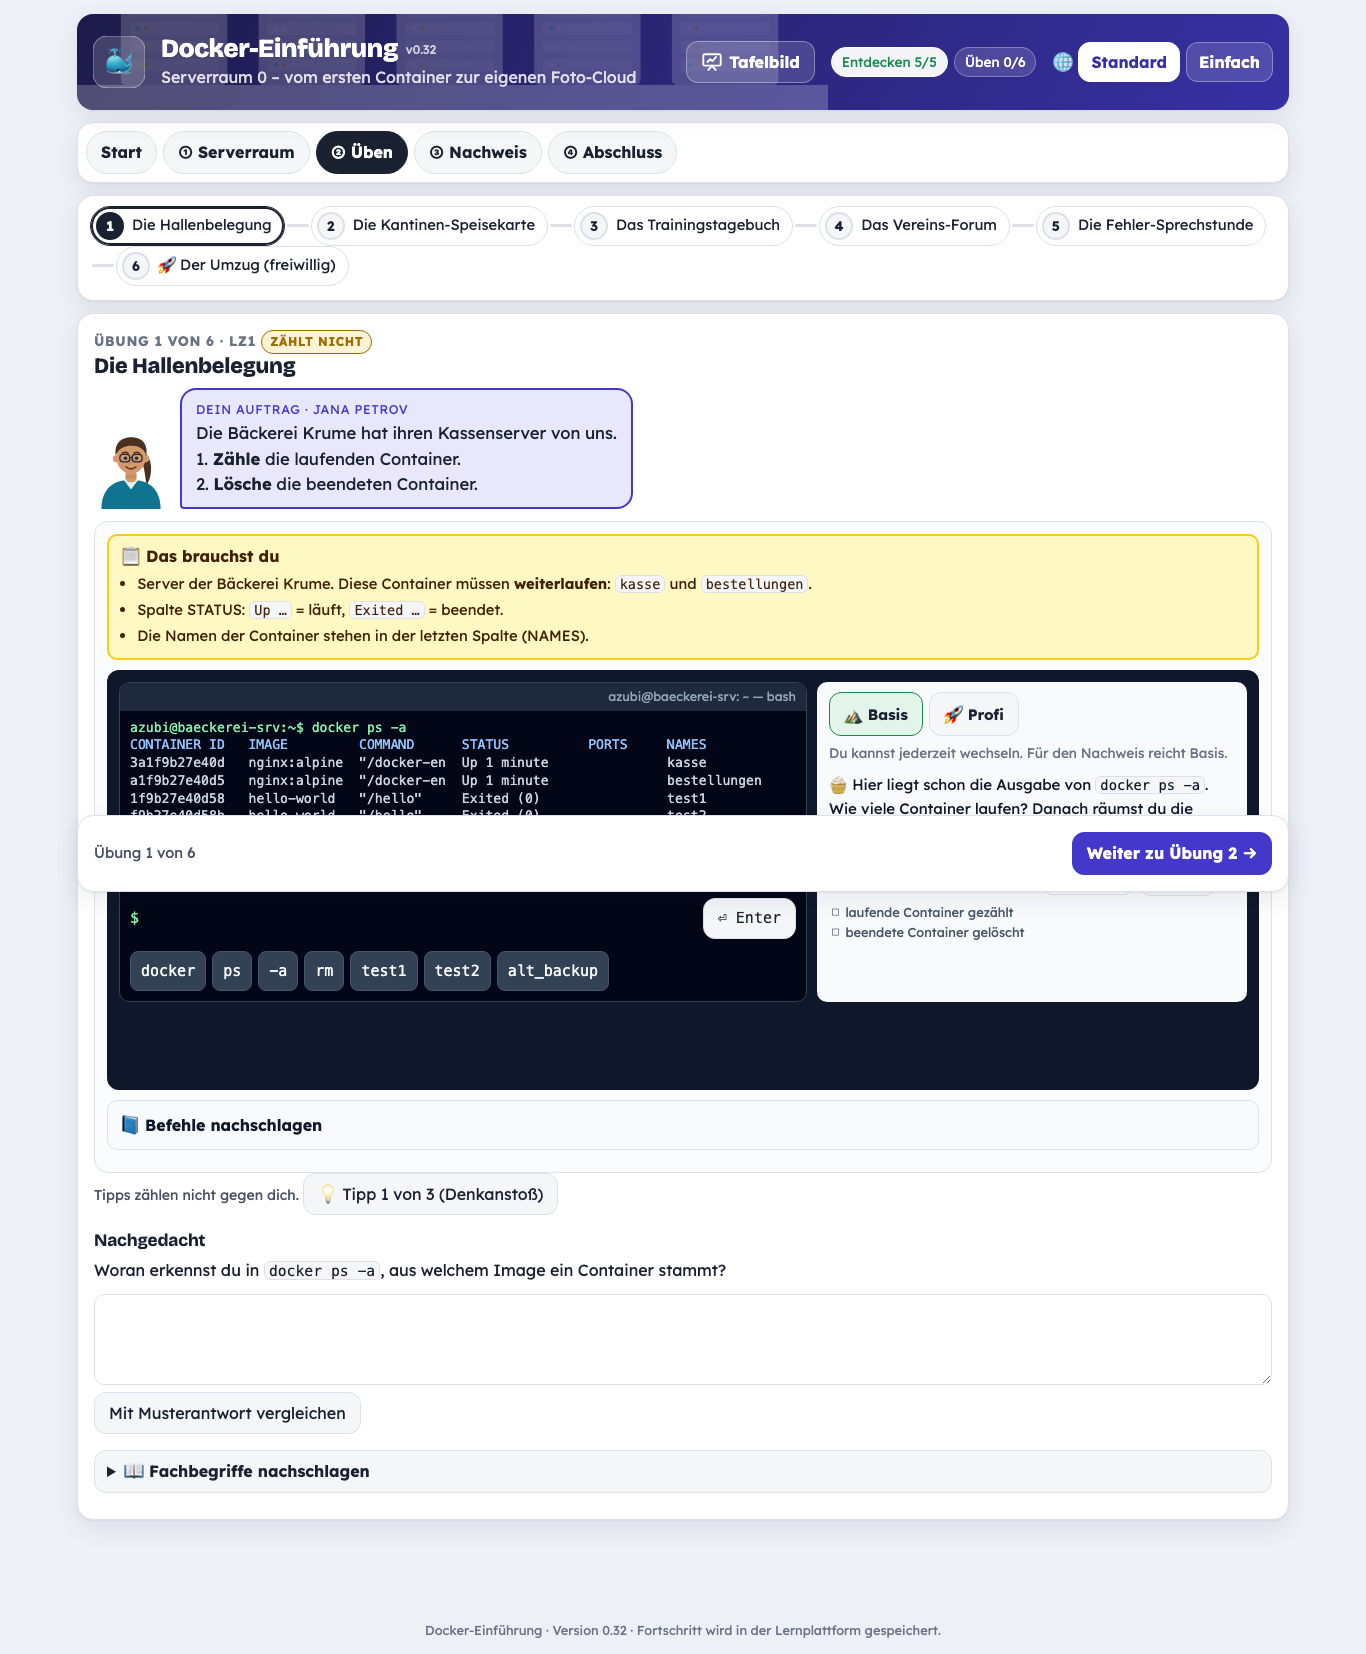 Docker-Einführung v0.32
Serverraum 0 – vom ersten Container zur eigenen Foto-Cloud
Tafelbild
Entdecken 5/5
Üben 0/6
Standard
Einfach
Start
① Serverraum
② Üben
③ Nachweis
④ Abschluss
1 Die Hallenbelegung
2 Die Kantinen-Speisekarte
3 Das Trainingstagebuch
4 Das Vereins-Forum
5 Die Fehler-Sprechstunde
6 🚀 Der Umzug (freiwillig)
ÜBUNG 1 VON 6 · LZ1 ZÄHLT NICHT
Die Hallenbelegung
DEIN AUFTRAG · JANA PETROV
Die Bäckerei Krume hat ihren Kassenserver von uns.
1. Zähle die laufenden Container.
2. Lösche die beendeten Container.
📋 Das brauchst du
• Server der Bäckerei Krume. Diese Container müssen weiterlaufen: kasse und bestellungen.
• Spalte STATUS: Up … = läuft, Exited … = beendet.
• Die Namen der Container stehen in der letzten Spalte (NAMES).
azubi@baeckerei-srv: ~ — bash
azubi@baeckerei-srv:~$ docker ps -a
CONTAINER ID IMAGE COMMAND STATUS PORTS NAMES
3a1f9b27e40d nginx:alpine "/docker-en Up 1 minute kasse
a1f9b27e40d5 nginx:alpine "/docker-en Up 1 minute bestellungen
1f9b27e40d58 hello-world "/hello" Exited (0) test1
f9b27e40d58b hello-world "/hello" Exited (0) test2
⛰️ Basis
🚀 Profi
Du kannst jederzeit wechseln. Für den Nachweis reicht Basis.
🧁 Hier liegt schon die Ausgabe von docker ps -a.
Wie viele Container laufen? Danach räumst du die
Übung 1 von 6
Weiter zu Übung 2 →
$
⏎ Enter
docker ps -a rm test1 test2 alt_backup
☐ laufende Container gezählt
☐ beendete Container gelöscht
📘 Befehle nachschlagen
Tipps zählen nicht gegen dich. 💡 Tipp 1 von 3 (Denkanstoß)
Nachgedacht
Woran erkennst du in docker ps -a, aus welchem Image ein Container stammt?
Mit Musterantwort vergleichen
▶ 📖 Fachbegriffe nachschlagen
Docker-Einführung · Version 0.32 · Fortschritt wird in der Lernplattform gespeichert.